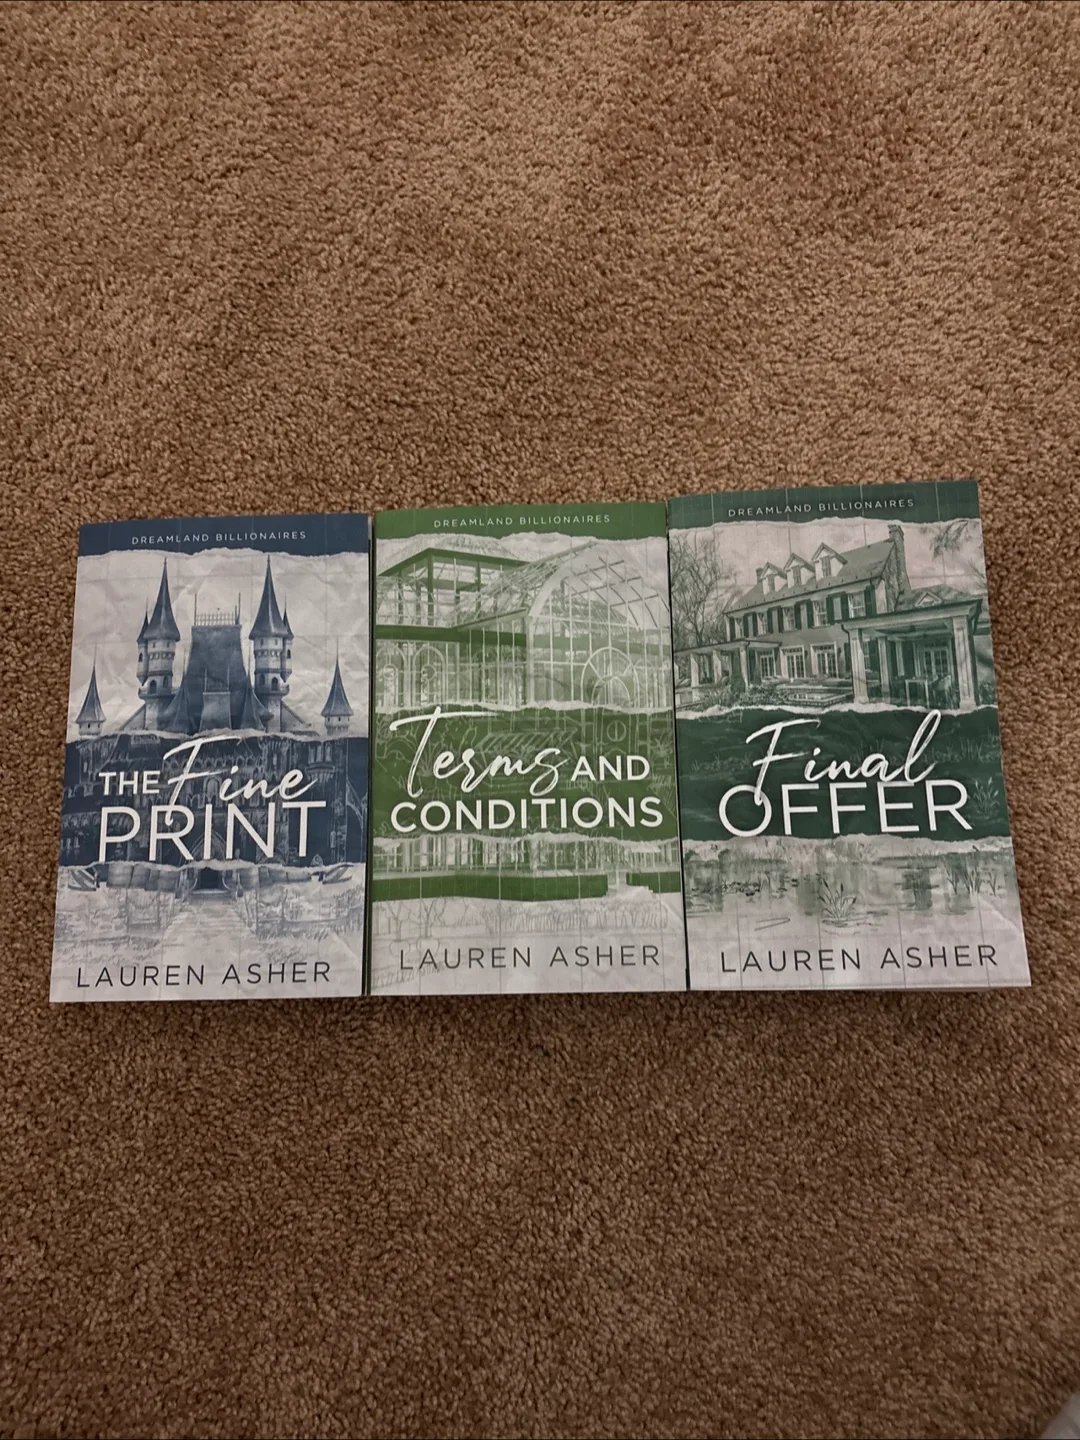 DREAMLAND BILLIONAIRES
THE Fine
PRINT
LAUREN ASHER
DREAMLAND BILLIONAIRES
Terms AND
CONDITIONS
LAUREN ASHER
DREAMLAND BILLIONAIRES
Final
OFFER
LAUREN ASHER